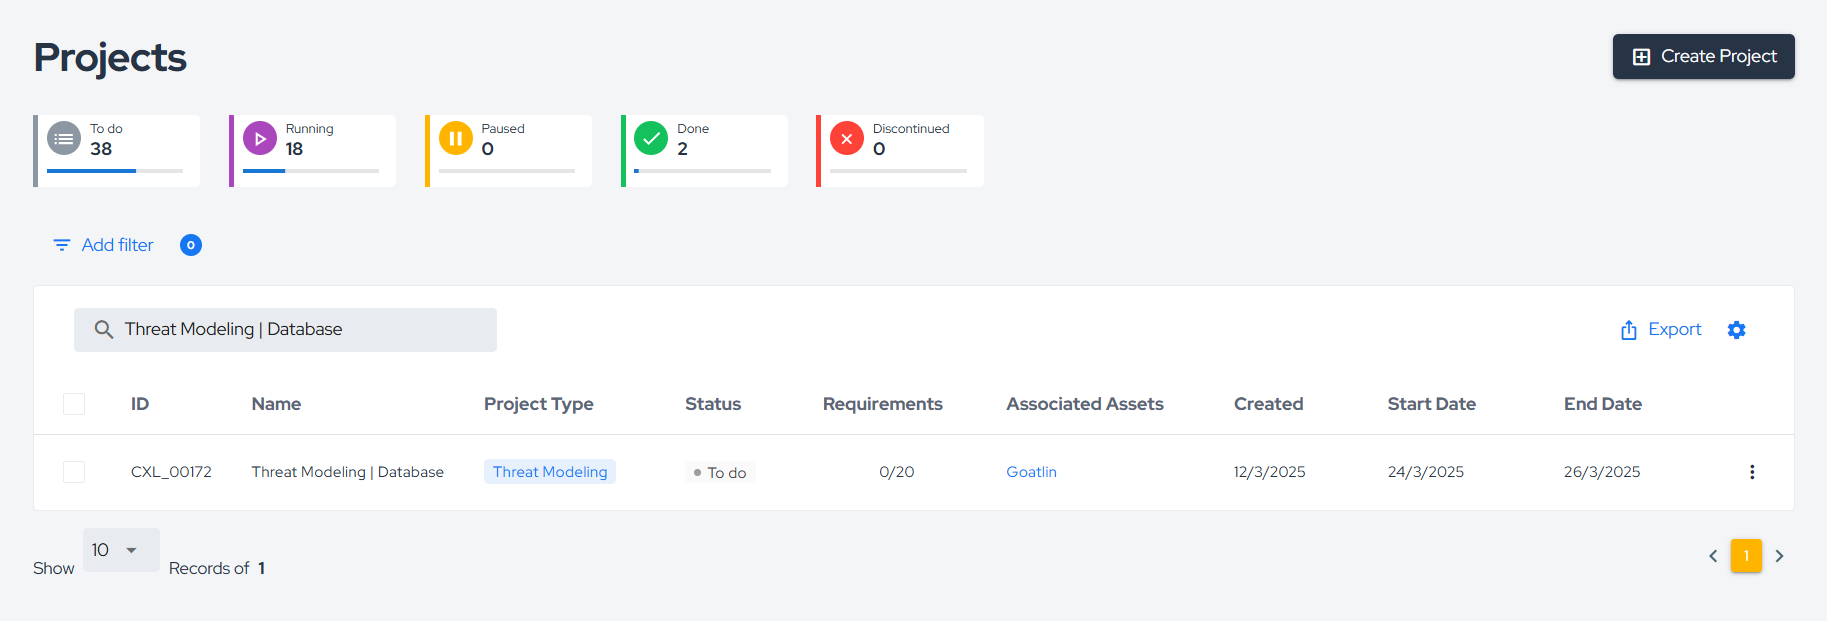 Projects
Create Project
To do
38
Running
18
Paused
0
Done
2
Discontinued
0
Add filter 0
Threat Modeling | Database
Export
ID Name Project Type Status Requirements Associated Assets Created Start Date End Date
CXL_00172 Threat Modeling | Database Threat Modeling To do 0/20 Goatlin 12/3/2025 24/3/2025 26/3/2025
Show 10 Records of 1
1